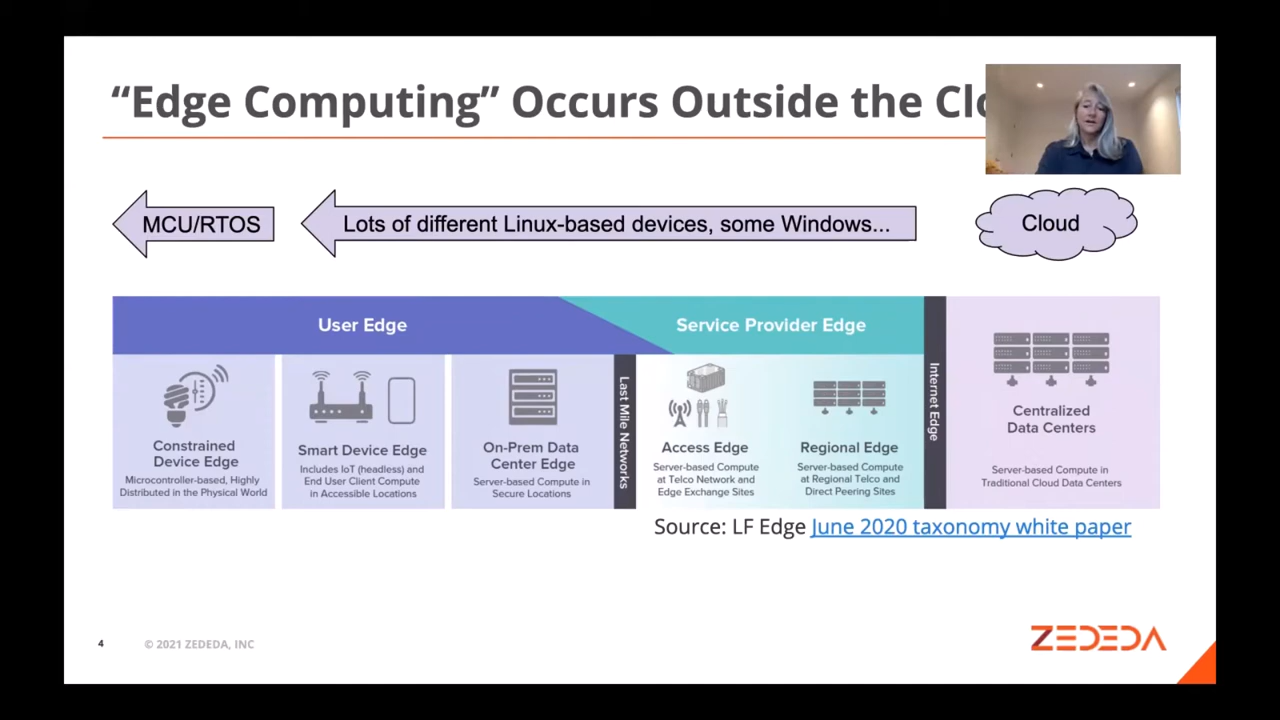 “Edge Computing” Occurs Outside the Clo
MCU/RTOS
Lots of different Linux-based devices, some Windows...
Cloud
User Edge
Service Provider Edge
Constrained
Device Edge
Microcontroller-based, Highly
Distributed in the Physical World
Smart Device Edge
Includes IoT (headless) and
End User Client Compute
in Accessible Locations
On-Prem Data
Center Edge
Server-based Compute in
Secure Locations
Last Mile Networks
Access Edge
Server-based Compute
at Telco Network and
Edge Exchange Sites
Regional Edge
Server-based Compute
at Regional Telco and
Direct Peering Sites
Internet Edge
Centralized
Data Centers
Server-based Compute in
Traditional Cloud Data Centers
Source: LF Edge June 2020 taxonomy white paper
4
© 2021 ZEDEDA, INC
ZEDEDA